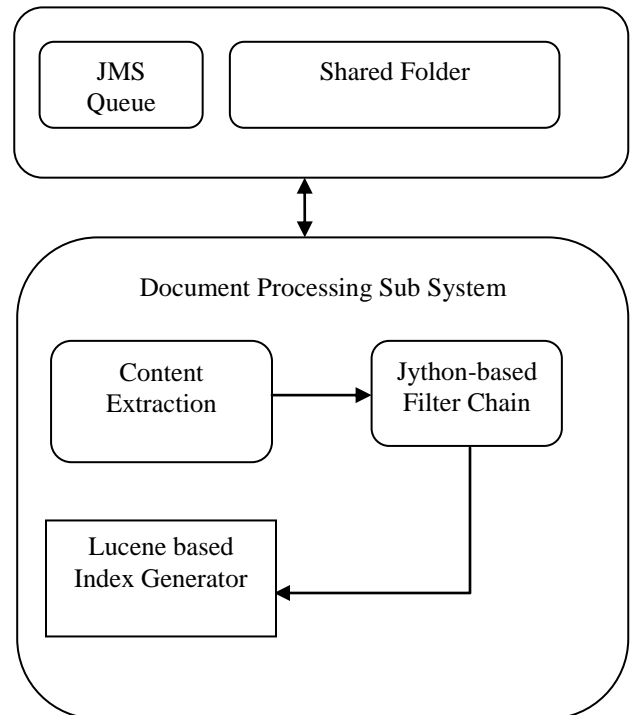 JMS
Queue
Shared Folder
Document Processing Sub System
Content
Extraction
Jython-based
Filter Chain
Lucene based
Index Generator